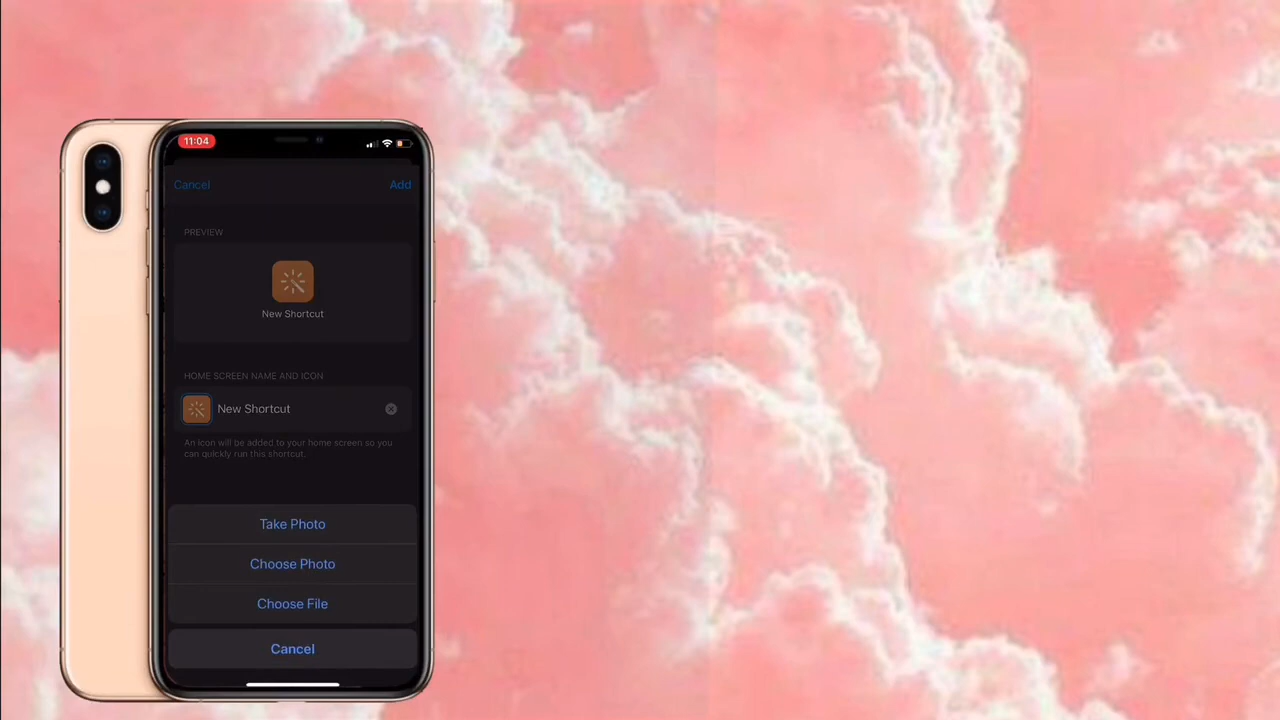 11:04
Cancel
Add
PREVIEW
New Shortcut
HOME SCREEN NAME AND ICON
New Shortcut
An icon will be added to your home screen so you
can quickly run this shortcut.
Take Photo
Choose Photo
Choose File
Cancel